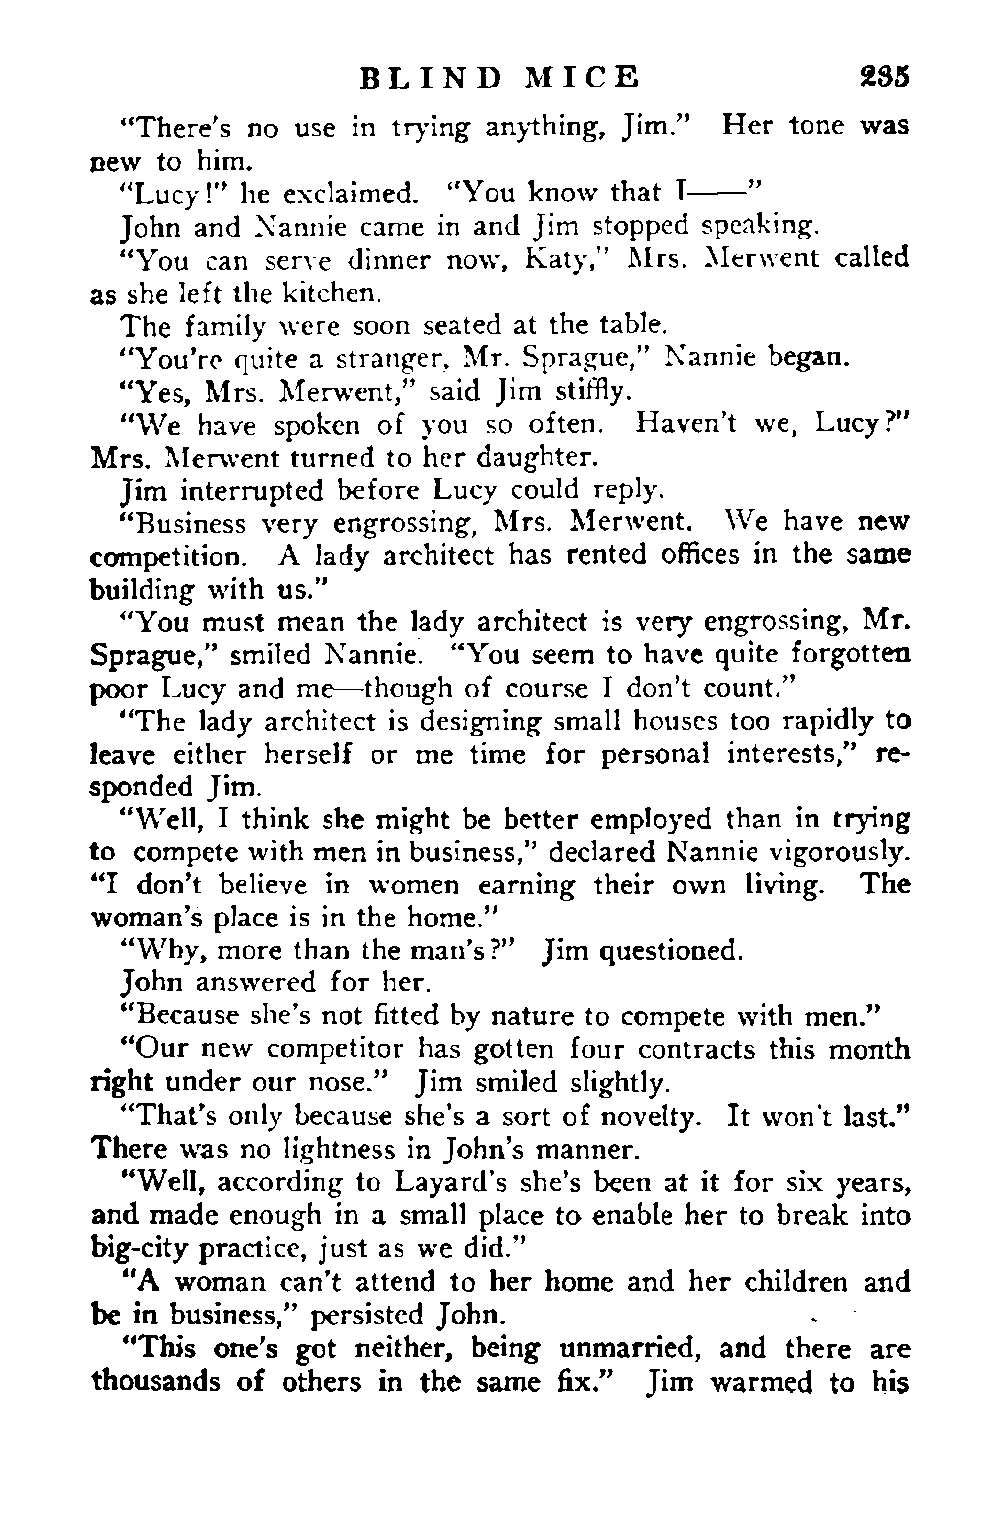 BLIND MICE 235
“There's no use in trying anything, Jim.” Her tone was
new to him.
“Lucy!” he exclaimed. “You know that I——”
John and Nannie came in and Jim stopped speaking.
“You can serve dinner now, Katy,” Mrs. Merwent called
as she left the kitchen.
The family were soon seated at the table.
“You're quite a stranger, Mr. Sprague,” Nannie began.
“Yes, Mrs. Merwent,” said Jim stiffly.
“We have spoken of you so often. Haven't we, Lucy?”
Mrs. Merwent turned to her daughter.
Jim interrupted before Lucy could reply.
“Business very engrossing, Mrs. Merwent. We have new
competition. A lady architect has rented offices in the same
building with us.”
“You must mean the lady architect is very engrossing, Mr.
Sprague,” smiled Nannie. “You seem to have quite forgotten
poor Lucy and me—though of course I don't count.”
“The lady architect is designing small houses too rapidly to
leave either herself or me time for personal interests,” re-
sponded Jim.
“Well, I think she might be better employed than in trying
to compete with men in business,” declared Nannie vigorously.
“I don't believe in women earning their own living. The
woman's place is in the home.”
“Why, more than the man's?” Jim questioned.
John answered for her.
“Because she's not fitted by nature to compete with men.”
“Our new competitor has gotten four contracts this month
right under our nose.” Jim smiled slightly.
“That's only because she's a sort of novelty. It won't last.”
There was no lightness in John's manner.
“Well, according to Layard's she's been at it for six years,
and made enough in a small place to enable her to break into
big-city practice, just as we did.”
“A woman can't attend to her home and her children and
be in business,” persisted John.
“This one's got neither, being unmarried, and there are
thousands of others in the same fix.” Jim warmed to his